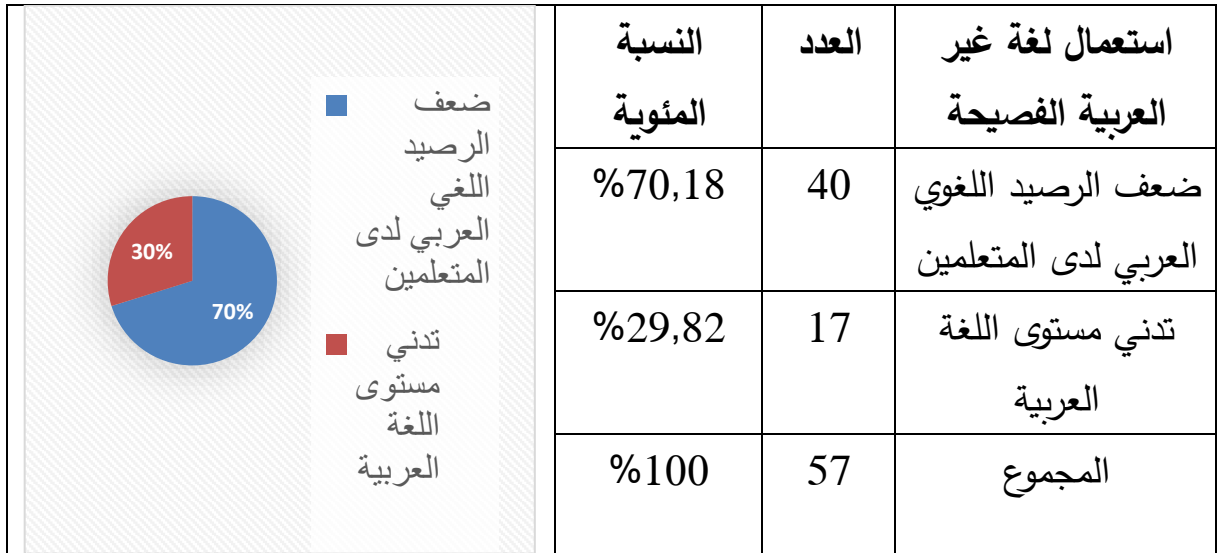 استعمال لغة غير
العربية الفصيحة
العدد
النسبة
المئوية
ضعف الرصيد اللغوي
العربي لدى المتعلمين
40
%70,18
تدني مستوى اللغة
العربية
17
%29,82
المجموع
57
%100
ضعف
الرصيد
اللغي
العربي لدى
المتعلمين
تدني
مستوى
اللغة
العربية
30%
70%